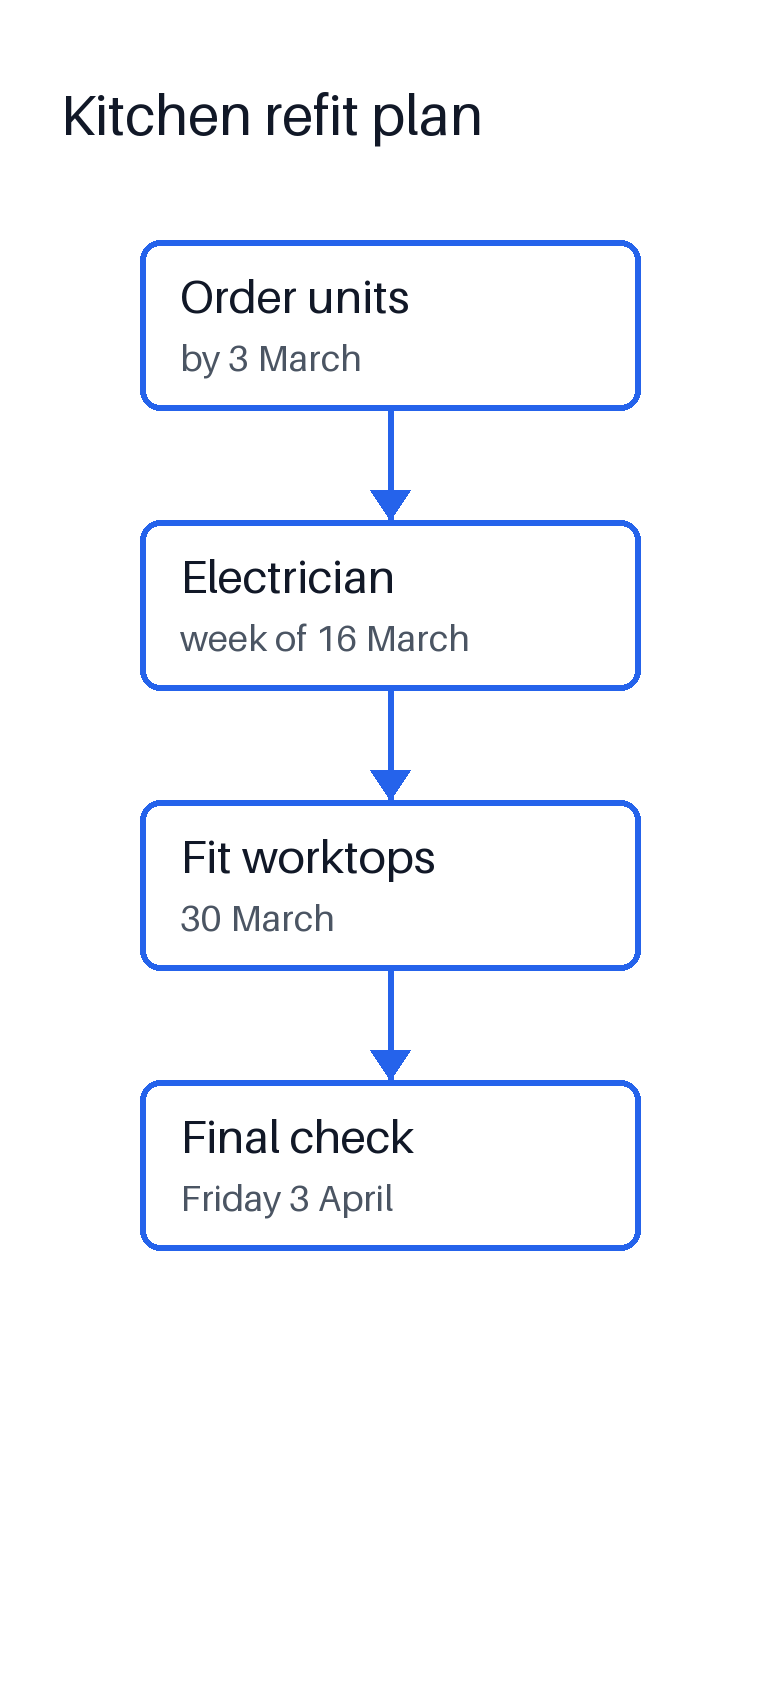 Kitchen refit plan
Order units
by 3 March
Electrician
week of 16 March
Fit worktops
30 March
Final check
Friday 3 April